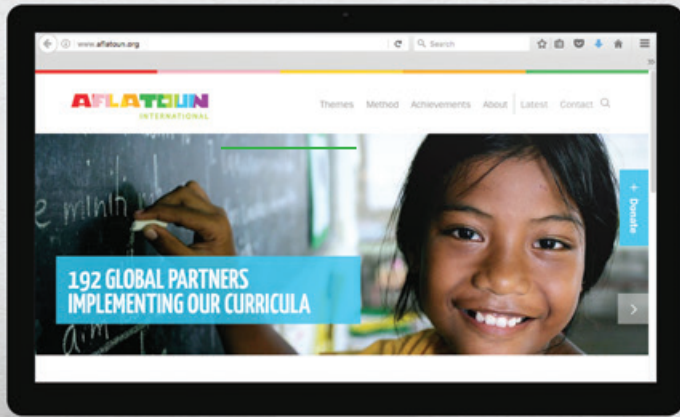 www.aflatoun.org
Search
AFLATOUN
INTERNATIONAL
Themes Method Achievements About Latest Contact
+ Donate
e minih
192 GLOBAL PARTNERS
IMPLEMENTING OUR CURRICULA